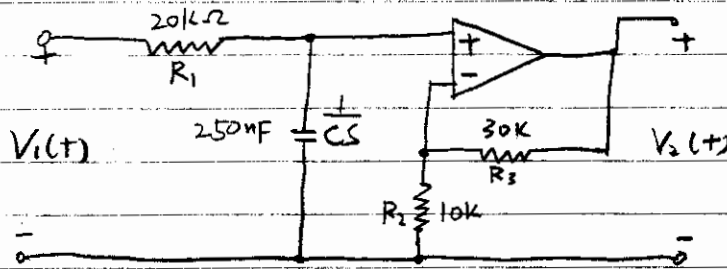 20kΩ
+
R₁
+
-
+
250nF
1/CS
30K
R₃
V₁(t)
V₂(t)
R₂
10K
-
-